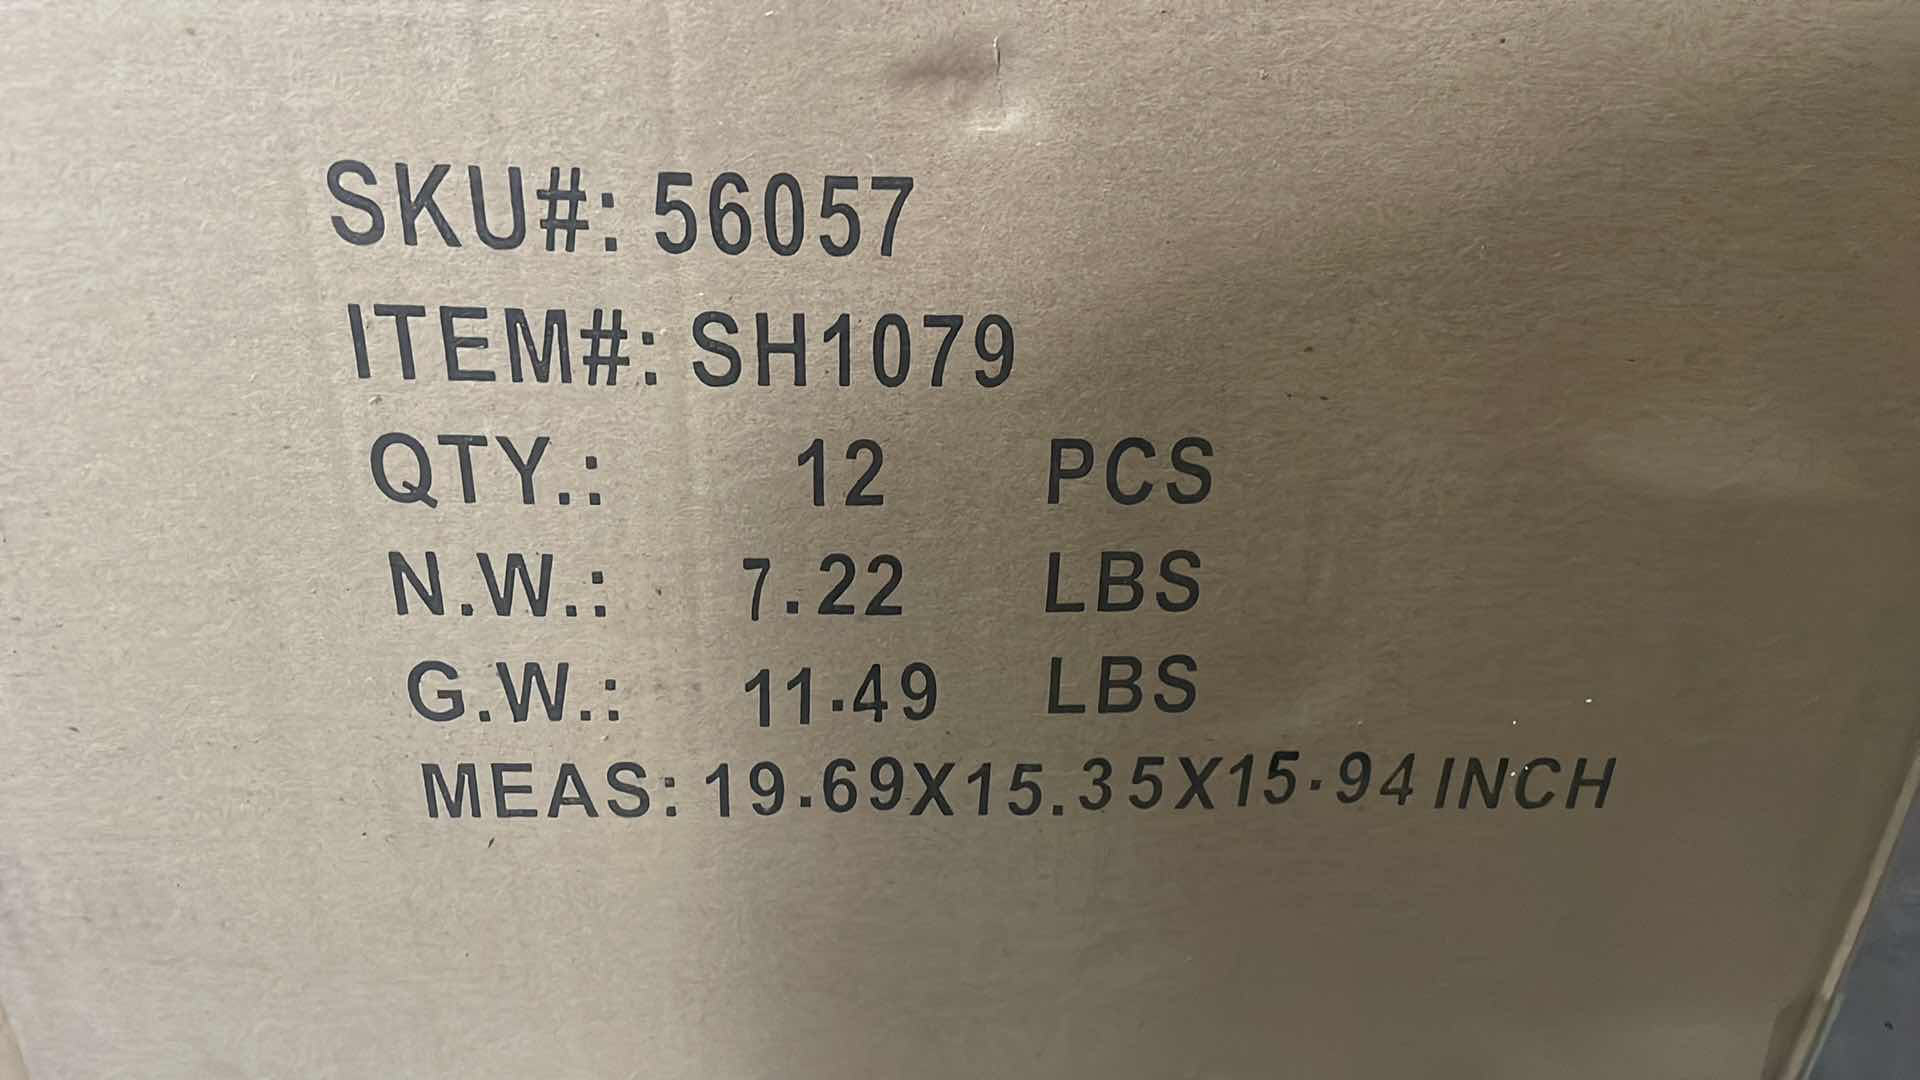 SKU#: 56057
ITEM#: SH1079
QTY.: 12 PCS
N.W.: 7.22 LBS
G.W.: 11.49 LBS
MEAS: 19.69X15.35X15.94 INCH